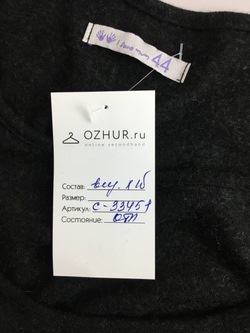 I love mum 44
OZHUR.ru
online secondhand
Состав:
Размер:
Артикул: С-33451
Состояние: отл